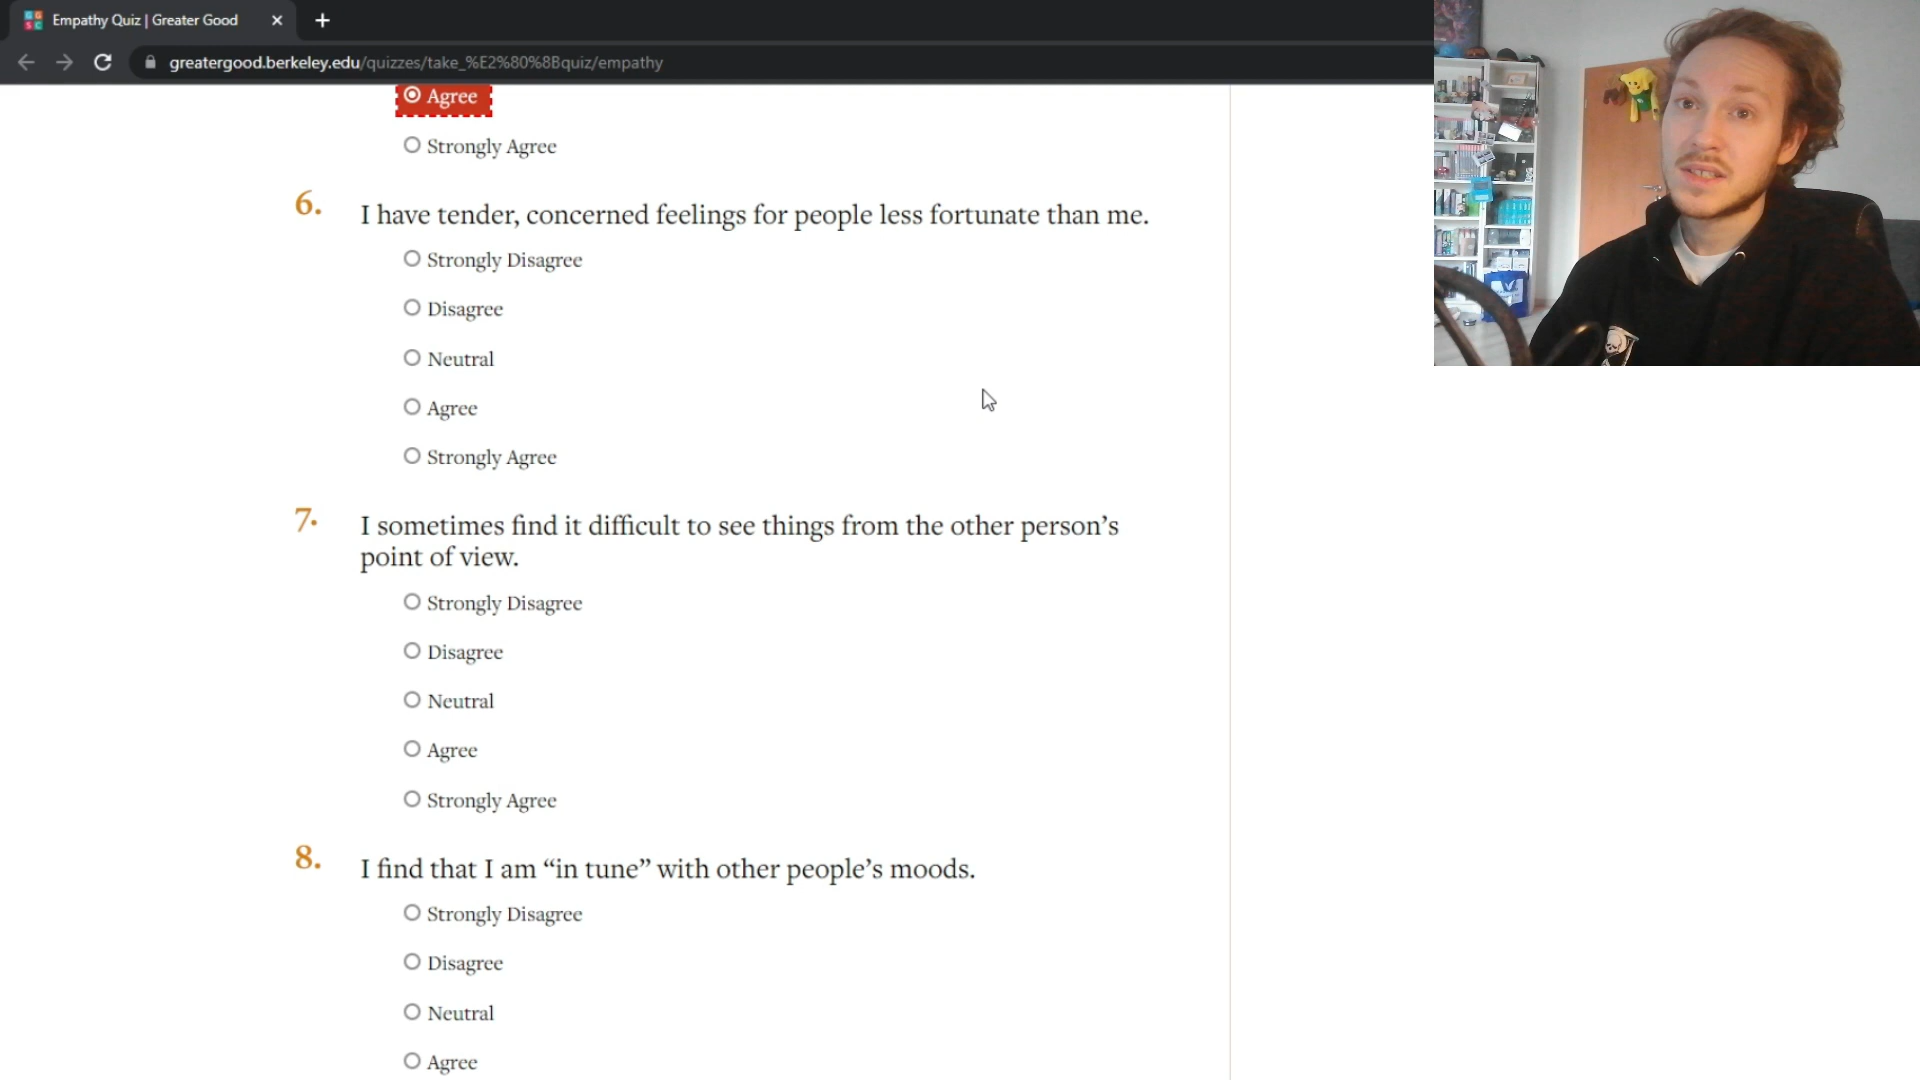 Empathy Quiz | Greater Good
greatergood.berkeley.edu/quizzes/take_%E2%80%8Bquiz/empathy
Agree
Strongly Agree
6. I have tender, concerned feelings for people less fortunate than me.
Strongly Disagree
Disagree
Neutral
Agree
Strongly Agree
7. I sometimes find it difficult to see things from the other person’s
point of view.
Strongly Disagree
Disagree
Neutral
Agree
Strongly Agree
8. I find that I am “in tune” with other people’s moods.
Strongly Disagree
Disagree
Neutral
Agree